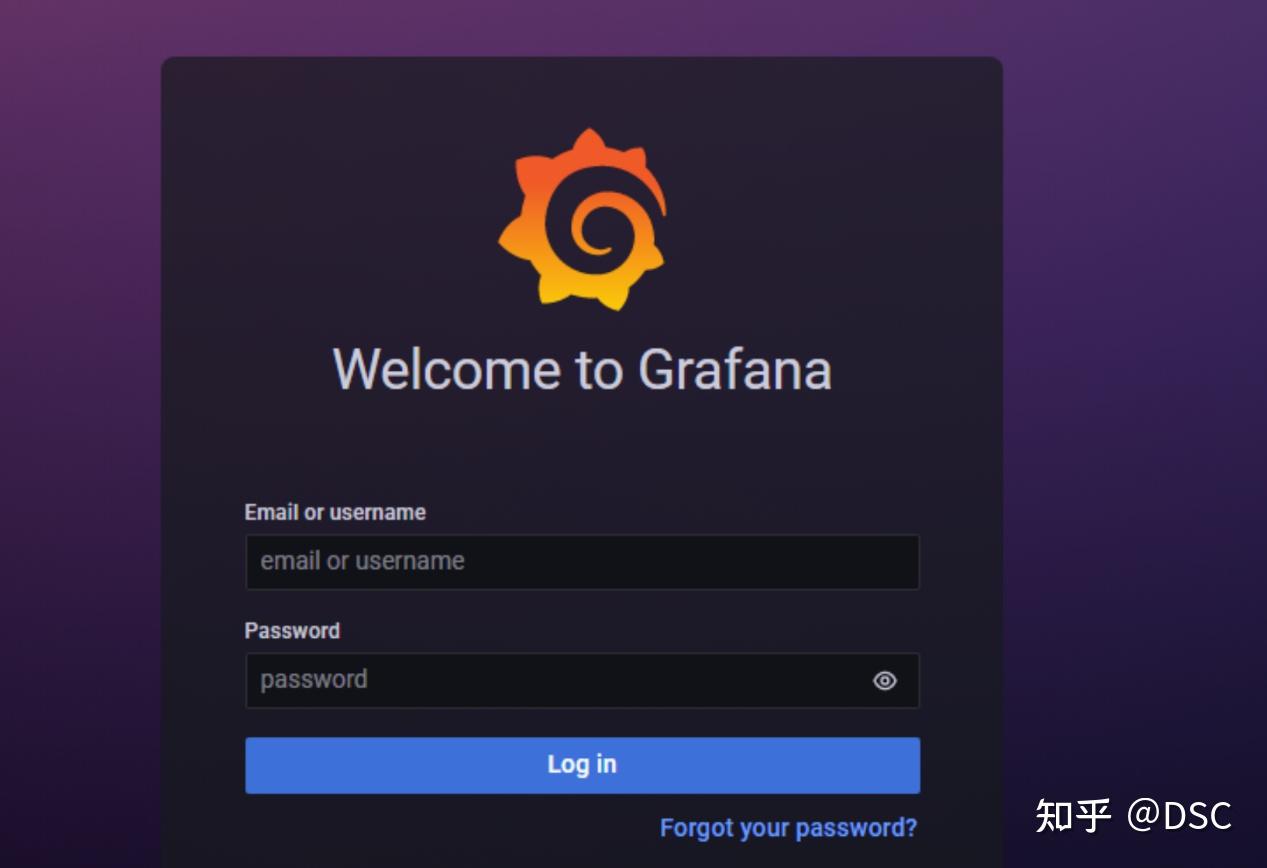 Welcome to Grafana
Email or username
email or username
Password
password
Log in
Forgot your password?
知乎 @DSC